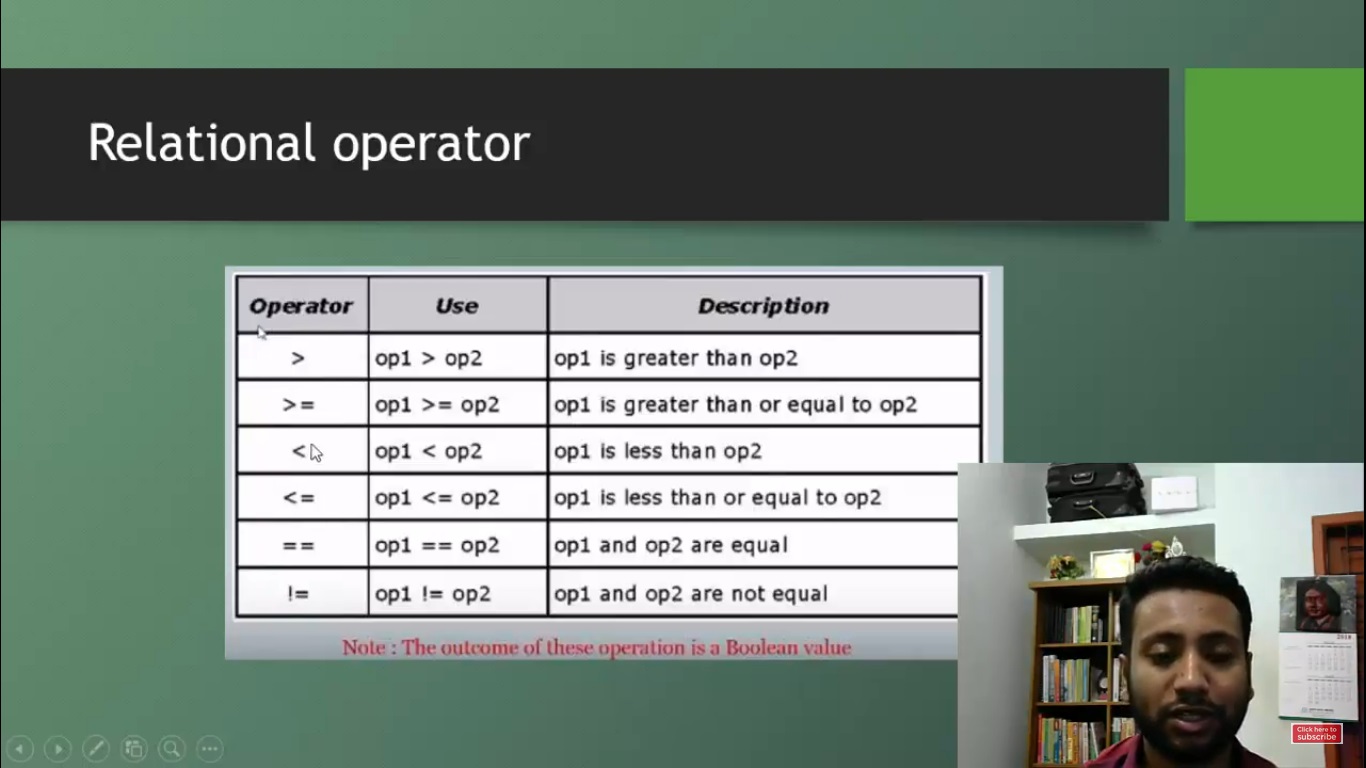 Relational operator
Operator Use Description
> op1 > op2 op1 is greater than op2
>= op1 >= op2 op1 is greater than or equal to op2
< op1 < op2 op1 is less than op2
<= op1 <= op2 op1 is less than or equal to op2
== op1 == op2 op1 and op2 are equal
!= op1 != op2 op1 and op2 are not equal
Note : The outcome of these operation is a Boolean value
Click here to
subscribe